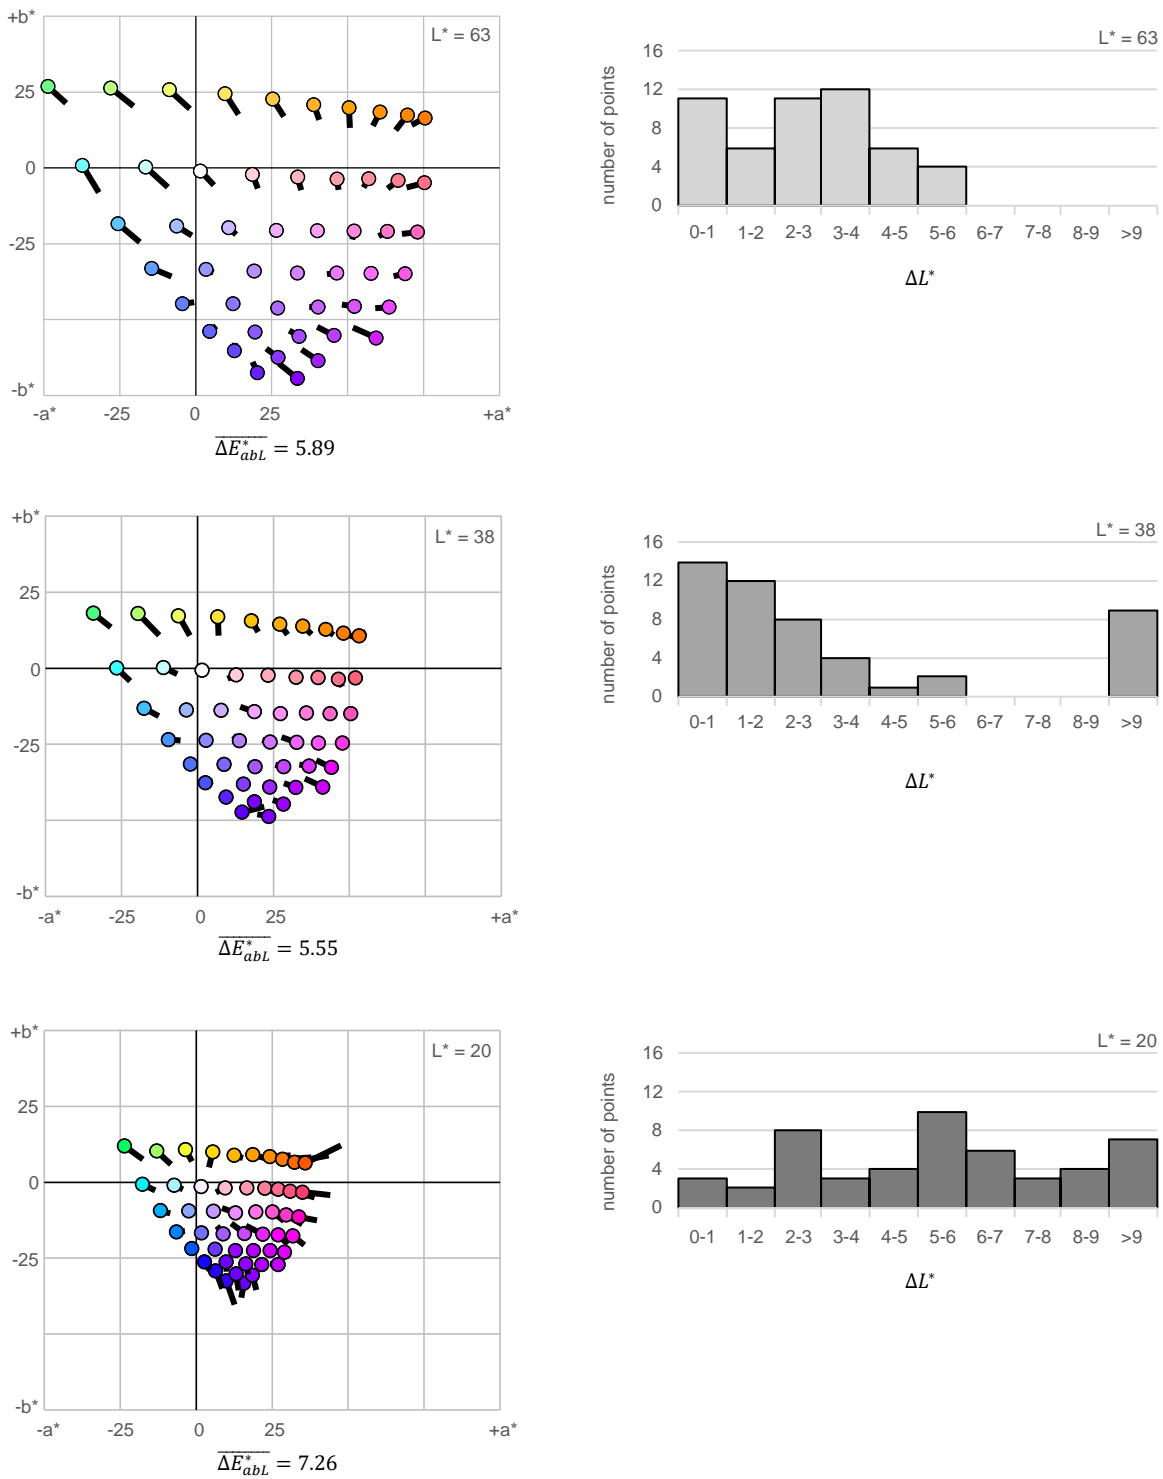 +b*
L* = 63
25
0
-25
-b*
-a* -25 0 25 +a*
ΔE*abL = 5.89
L* = 63
number of points
16
12
8
4
0
0-1 1-2 2-3 3-4 4-5 5-6 6-7 7-8 8-9 >9
ΔL*
+b*
L* = 38
25
0
-25
-b*
-a* -25 0 25 +a*
ΔE*abL = 5.55
L* = 38
number of points
16
12
8
4
0
0-1 1-2 2-3 3-4 4-5 5-6 6-7 7-8 8-9 >9
ΔL*
+b*
L* = 20
25
0
-25
-b*
-a* -25 0 25 +a*
ΔE*abL = 7.26
L* = 20
number of points
16
12
8
4
0
0-1 1-2 2-3 3-4 4-5 5-6 6-7 7-8 8-9 >9
ΔL*